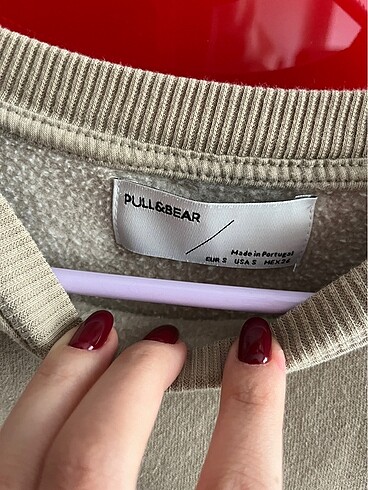 PULL&BEAR
Made in Portugal
EUR S USA S MEX 26